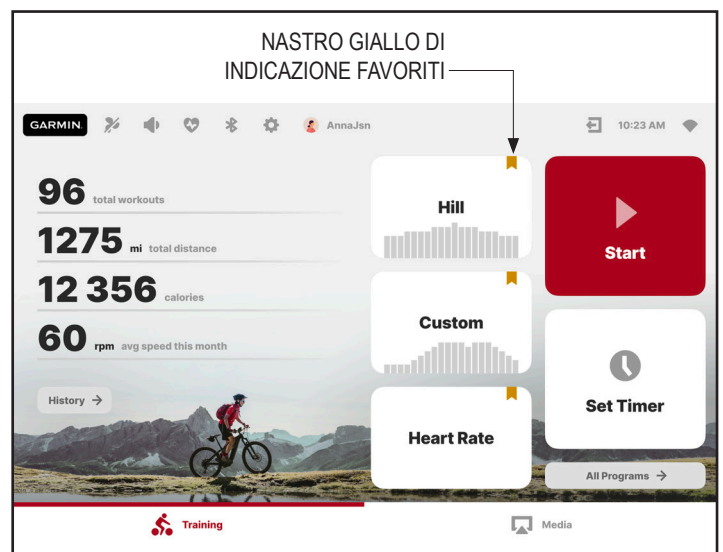 NASTRO GIALLO DI
INDICAZIONE FAVORITI
GARMIN.
AnnaJsn
10:23 AM
96 total workouts
1275 mi total distance
12 356 calories
60 rpm avg speed this month
History →
Hill
Custom
Heart Rate
Start
Set Timer
All Programs →
Training
Media